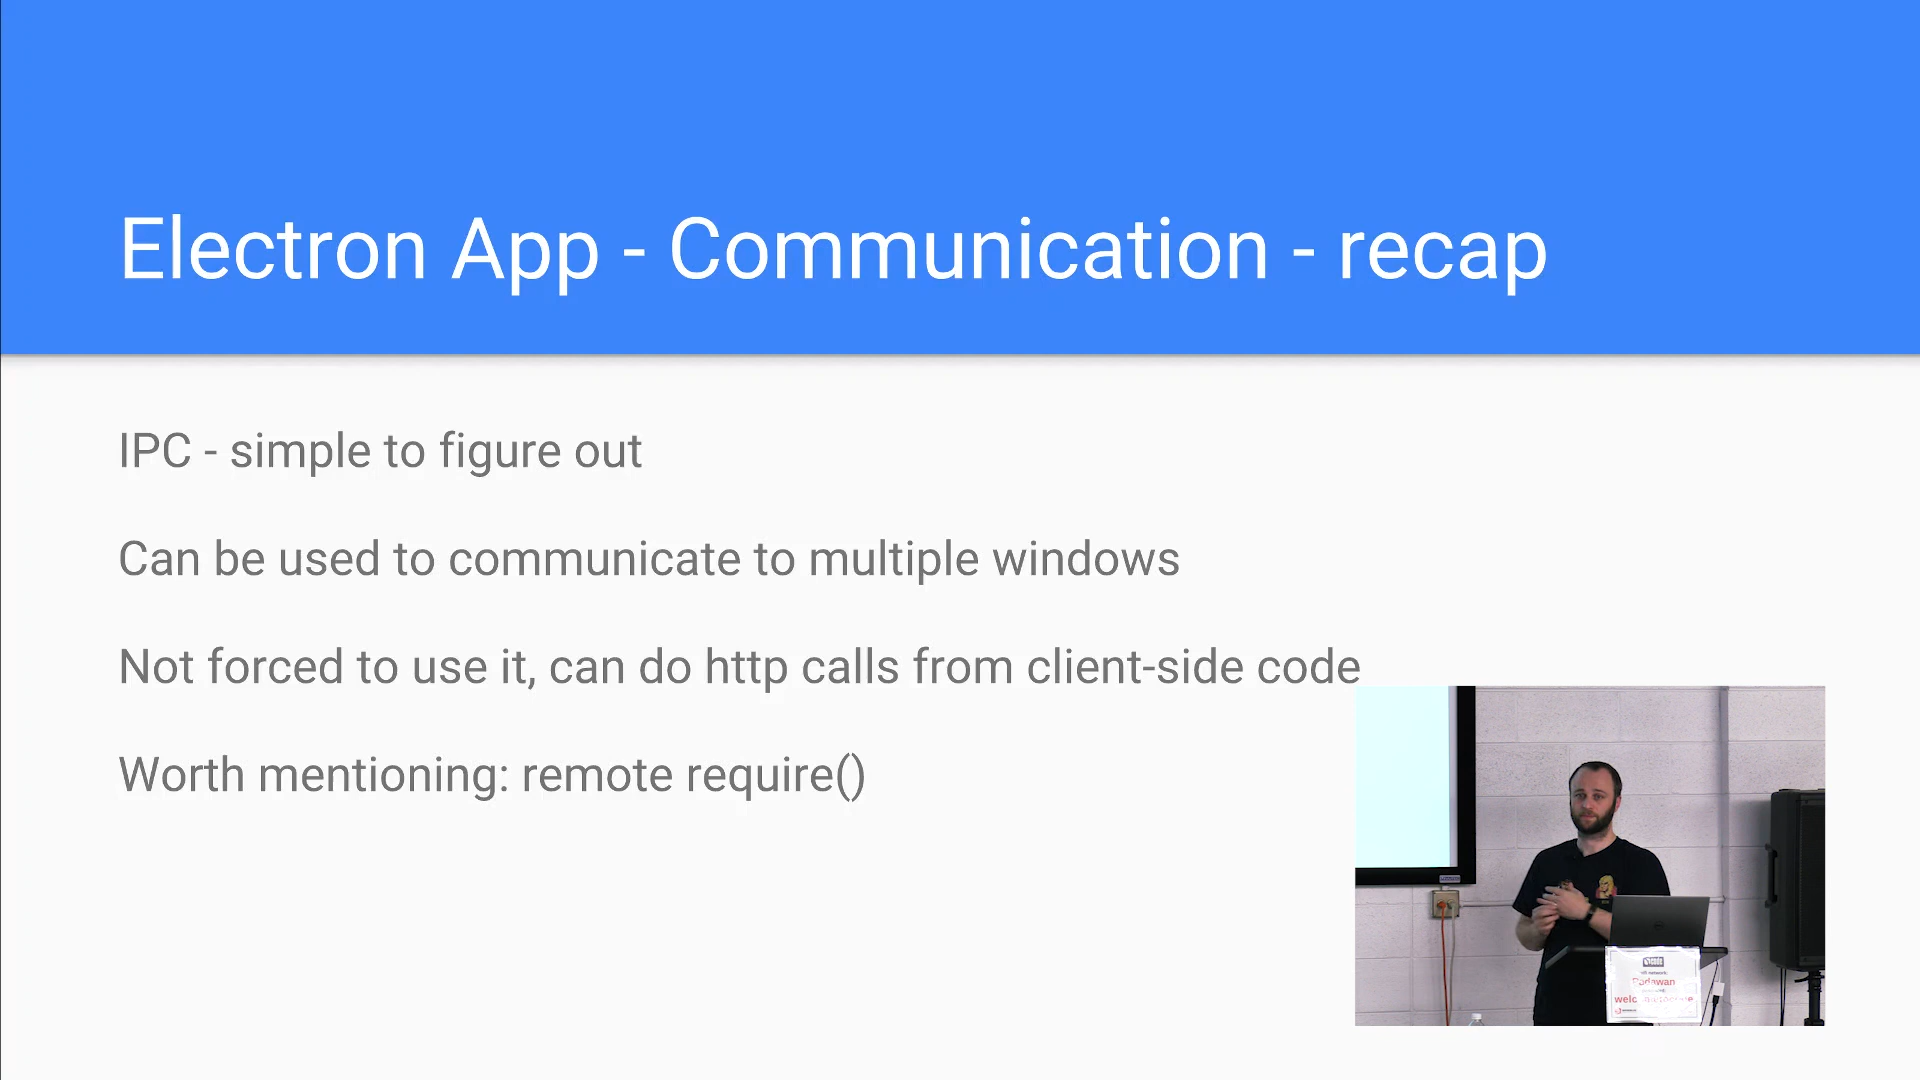 Electron App - Communication - recap
IPC - simple to figure out
Can be used to communicate to multiple windows
Not forced to use it, can do http calls from client-side code
Worth mentioning: remote require()
Padawan